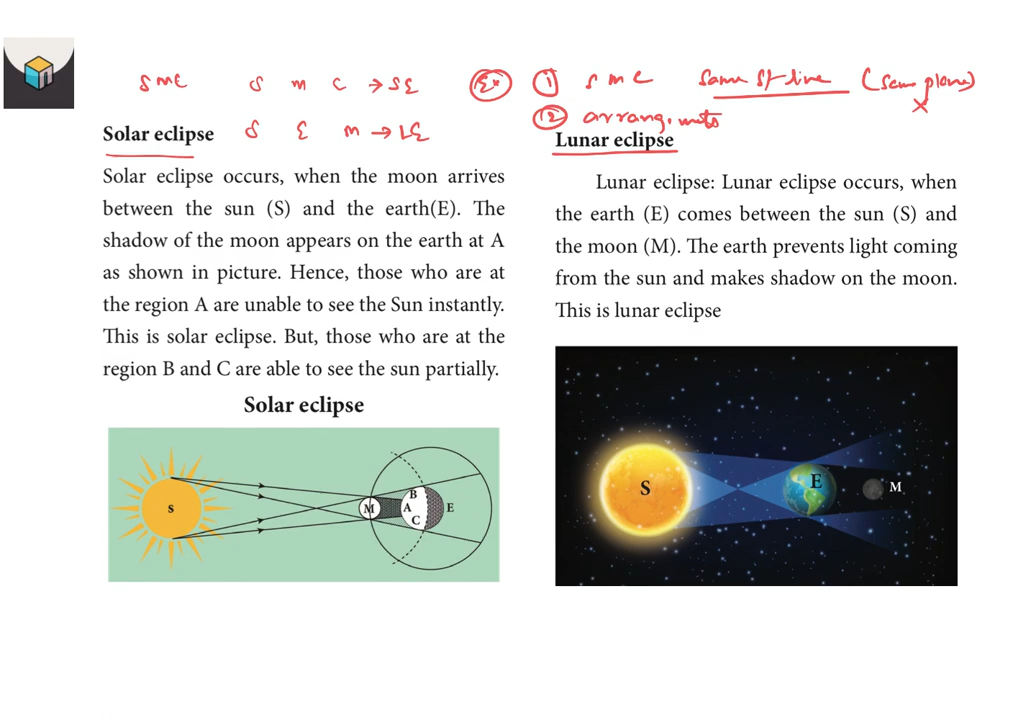 S M E S M E → SE Ex ① S M E Same St line (Same plane)
S E M → LE ② arrangements
Solar eclipse
Solar eclipse occurs, when the moon arrives
between the sun (S) and the earth(E). The
shadow of the moon appears on the earth at A
as shown in picture. Hence, those who are at
the region A are unable to see the Sun instantly.
This is solar eclipse. But, those who are at the
region B and C are able to see the sun partially.
Solar eclipse
S
M
B
A
C
E
Lunar eclipse
Lunar eclipse: Lunar eclipse occurs, when
the earth (E) comes between the sun (S) and
the moon (M). The earth prevents light coming
from the sun and makes shadow on the moon.
This is lunar eclipse
S
E
M